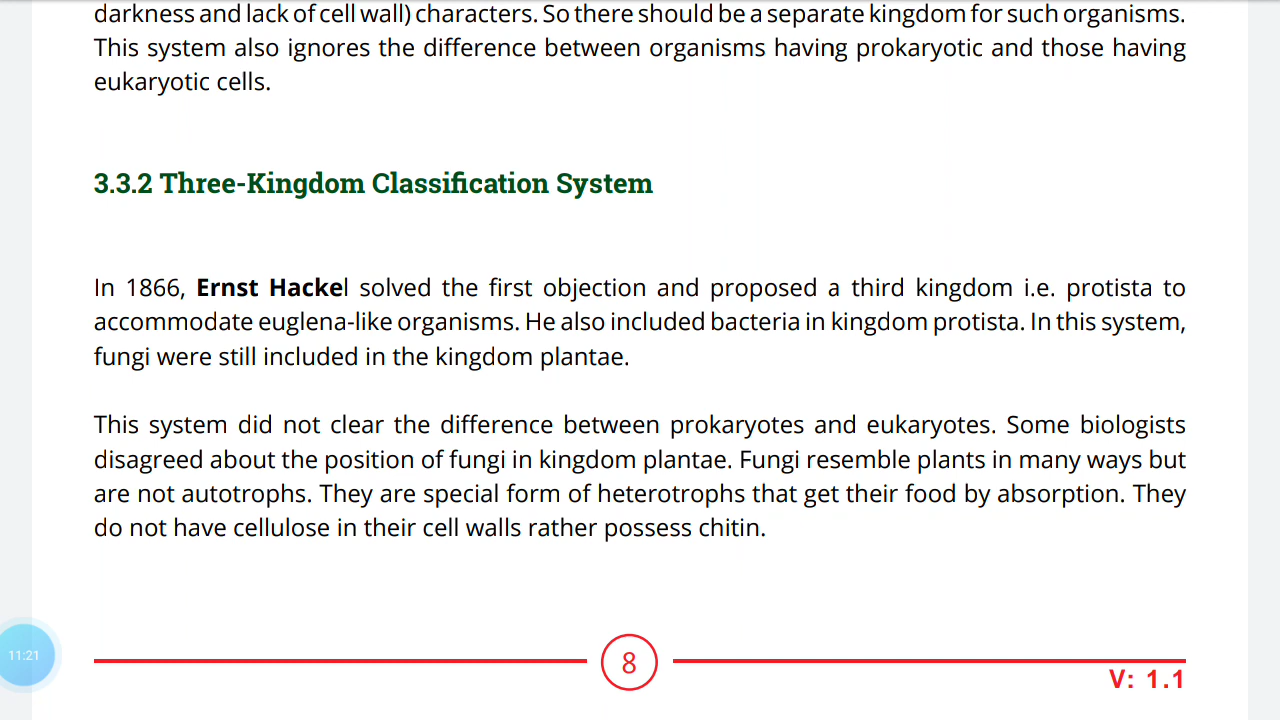 darkness and lack of cell wall) characters. So there should be a separate kingdom for such organisms.
This system also ignores the difference between organisms having prokaryotic and those having
eukaryotic cells.
3.3.2 Three-Kingdom Classification System
In 1866, Ernst Hackel solved the first objection and proposed a third kingdom i.e. protista to
accommodate euglena-like organisms. He also included bacteria in kingdom protista. In this system,
fungi were still included in the kingdom plantae.
This system did not clear the difference between prokaryotes and eukaryotes. Some biologists
disagreed about the position of fungi in kingdom plantae. Fungi resemble plants in many ways but
are not autotrophs. They are special form of heterotrophs that get their food by absorption. They
do not have cellulose in their cell walls rather possess chitin.
11:21
8
V: 1.1